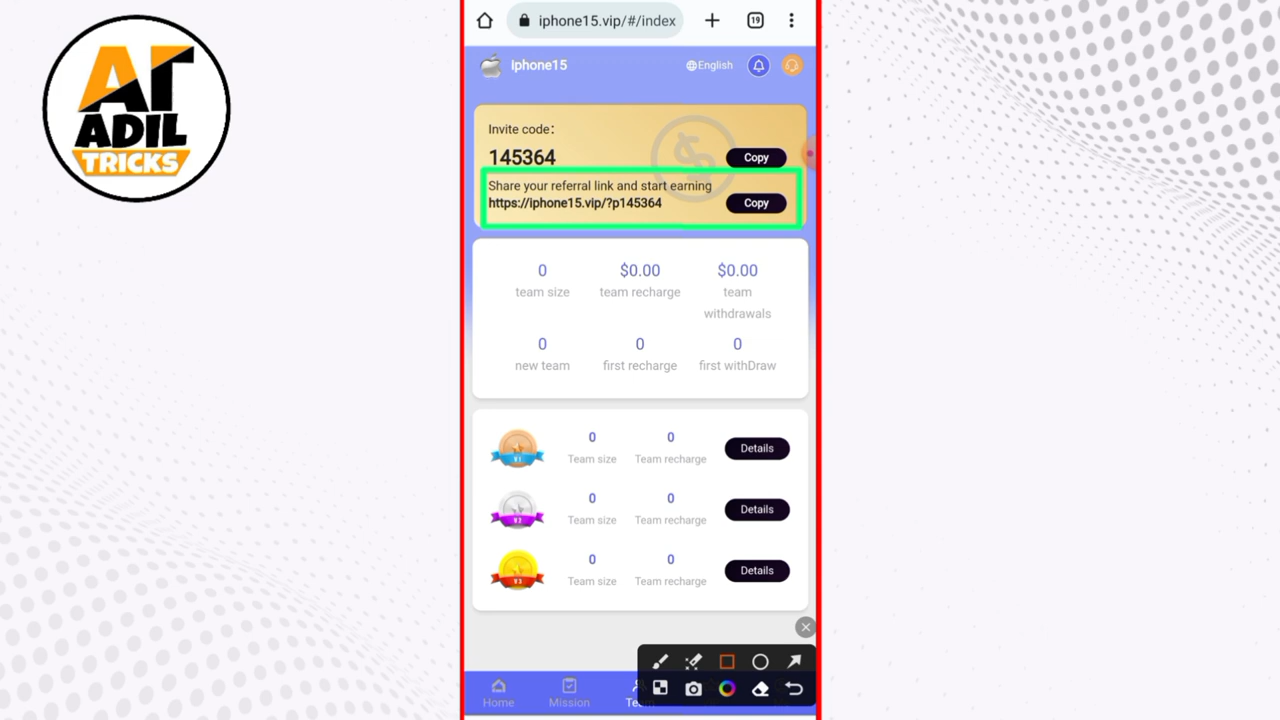 AT
ADIL
TRICKS
iphone15.vip/#/index
19
iphone15
English
Invite code:
145364
Copy
Share your referral link and start earning
https://iphone15.vip/?p145364
Copy
0
$0.00
$0.00
team size
team recharge
team
withdrawals
0
0
0
new team
first recharge
first withDraw
V1
0
0
Team size
Team recharge
Details
V2
0
0
Team size
Team recharge
Details
V3
0
0
Team size
Team recharge
Details
Home
Mission